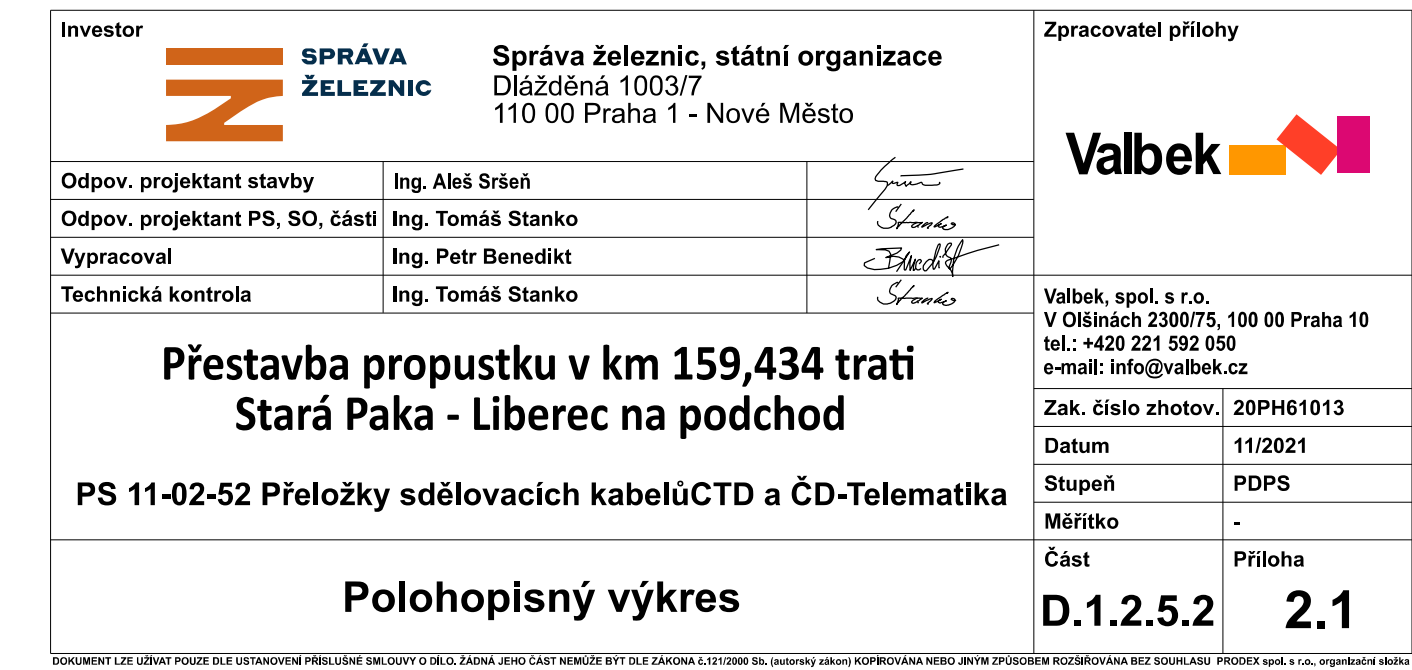 Investor
SPRÁVA
ŽELEZNIC
Správa železnic, státní organizace
Dlážděná 1003/7
110 00 Praha 1 - Nové Město
Zpracovatel přílohy
Valbek
Odpov. projektant stavby Ing. Aleš Sršeň
Odpov. projektant PS, SO, části Ing. Tomáš Stanko Stanko
Vypracoval Ing. Petr Benedikt Benedikt
Technická kontrola Ing. Tomáš Stanko Stanko
Valbek, spol. s r.o.
V Olšinách 2300/75, 100 00 Praha 10
tel.: +420 221 592 050
e-mail: info@valbek.cz
Přestavba propustku v km 159,434 trati
Stará Paka - Liberec na podchod
PS 11-02-52 Přeložky sdělovacích kabelůCTD a ČD-Telematika
Zak. číslo zhotov. 20PH61013
Datum 11/2021
Stupeň PDPS
Měřítko -
Polohopisný výkres
Část Příloha
D.1.2.5.2 2.1
DOKUMENT LZE UŽÍVAT POUZE DLE USTANOVENÍ PŘÍSLUŠNÉ SMLOUVY O DÍLO. ŽÁDNÁ JEHO ČÁST NEMŮŽE BÝT DLE ZÁKONA č.121/2000 Sb. (autorský zákon) KOPÍROVÁNA NEBO JINÝM ZPŮSOBEM ROZŠIŘOVÁNA BEZ SOUHLASU PRODEX spol. s r.o., organizační složka